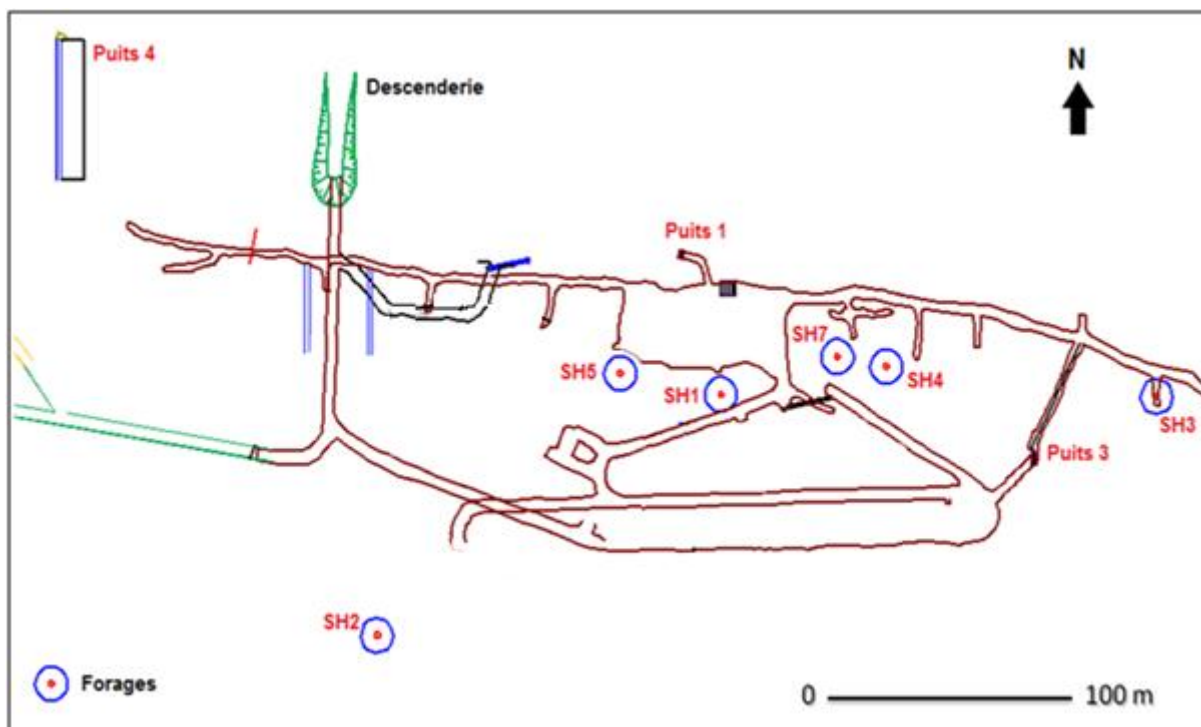 Puits 4
Descenderie
N
Puits 1
SH7
SH5
SH4
SH1
SH3
Puits 3
SH2
Forages
0 100 m